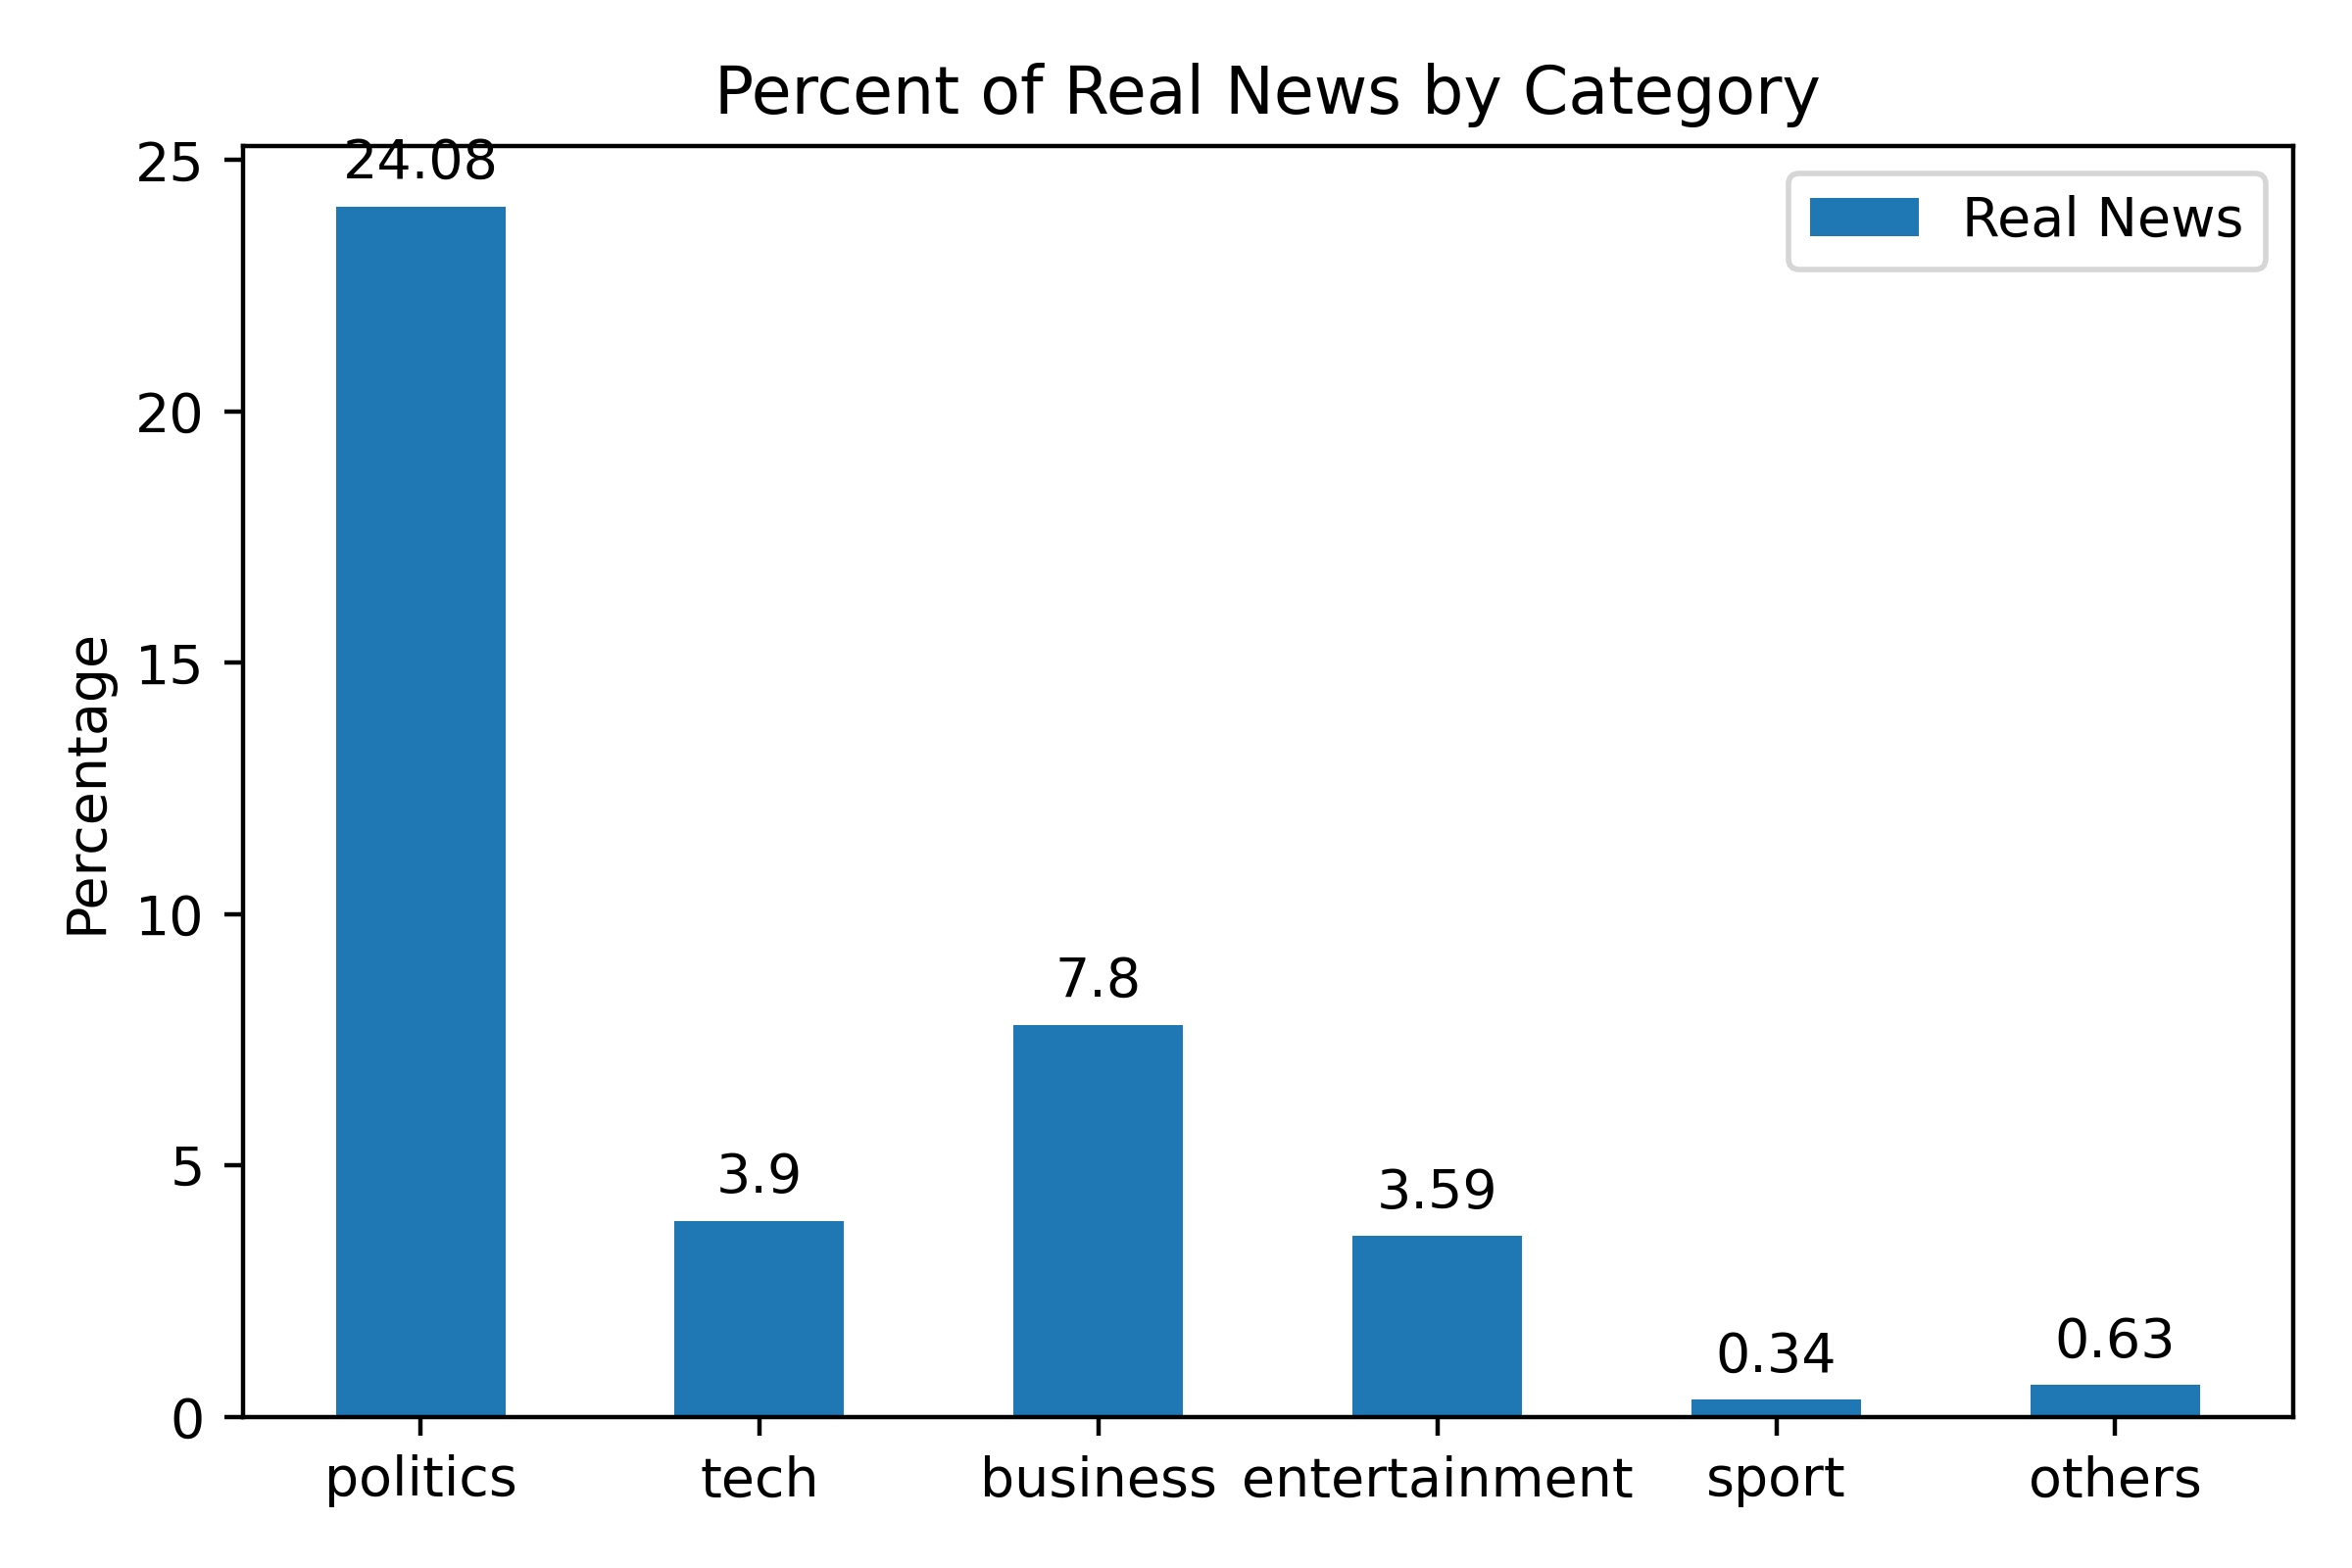 Percent of Real News by Category
Real News
Percentage
25
20
15
10
5
0
24.08
3.9
7.8
3.59
0.34
0.63
politics
tech
business
entertainment
sport
others